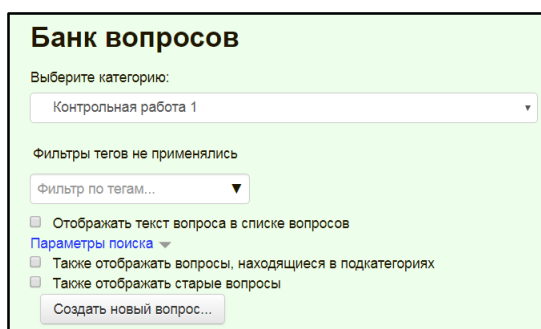 Банк вопросов
Выберите категорию:
Контрольная работа 1
Фильтры тегов не применялись
Фильтр по тегам...
Отображать текст вопроса в списке вопросов
Параметры поиска
Также отображать вопросы, находящиеся в подкатегориях
Также отображать старые вопросы
Создать новый вопрос...